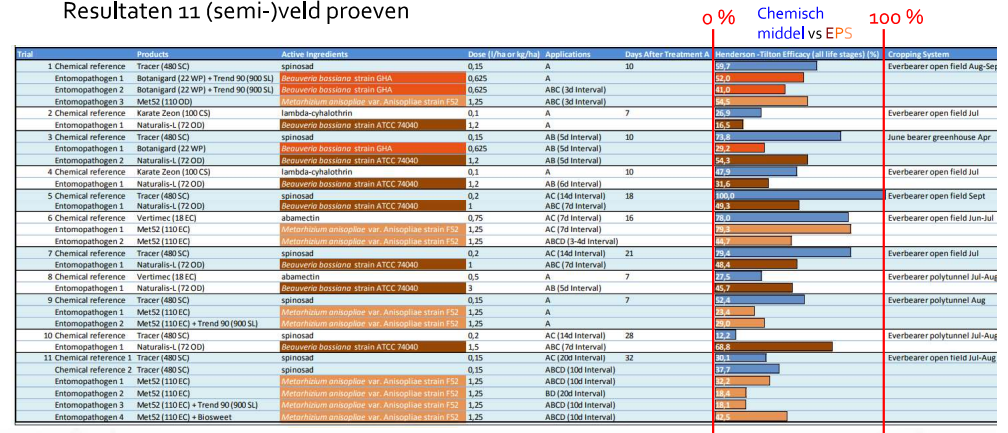 Resultaten 11 (semi-)veld proeven
0 % Chemisch 100 %
middel vs EPS
Trial Products Active Ingredients Dose (l/ha or kg/ha) Applications Days After Treatment A Henderson -Tilton Efficacy (all life stages) (%) Cropping System
1 Chemical reference Tracer (480 SC) spinosad 0,15 A 10 59,7 Everbearer open field Aug-Sep
Entomopathogen 1 Botanigard (22 WP) + Trend 90 (900 SL) Beauveria bassiana strain GHA 0,625 A 52,0
Entomopathogen 2 Botanigard (22 WP) + Trend 90 (900 SL) Beauveria bassiana strain GHA 0,625 ABC (3d Interval) 41,0
Entomopathogen 3 Met52 (110 OD) Metarhizium anisopliae var. Anisopliae strain F52 1,25 ABC (3d Interval) 54,5
2 Chemical reference Karate Zeon (100 CS) lambda-cyhalothrin 0,1 A 7 26,9 Everbearer open field Jul
Entomopathogen 1 Naturalis-L (72 OD) Beauveria bassiana strain ATCC 74040 1,2 A 16,5
3 Chemical reference Tracer (480 SC) spinosad 0,15 AB (5d Interval) 10 73,8 June bearer greenhouse Apr
Entomopathogen 1 Botanigard (22 WP) Beauveria bassiana strain GHA 0,625 AB (5d Interval) 29,2
Entomopathogen 2 Naturalis-L (72 OD) Beauveria bassiana strain ATCC 74040 1,2 AB (5d Interval) 54,3
4 Chemical reference Karate Zeon (100 CS) lambda-cyhalothrin 0,1 A 10 47,9 Everbearer open field Jul
Entomopathogen 1 Naturalis-L (72 OD) Beauveria bassiana strain ATCC 74040 1,2 AB (6d Interval) 31,6
5 Chemical reference Tracer (480 SC) spinosad 0,2 AC (14d Interval) 18 100,0 Everbearer open field Sept
Entomopathogen 1 Naturalis-L (72 OD) Beauveria bassiana strain ATCC 74040 1 ABC (7d Interval) 49,3
6 Chemical reference Vertimec (18 EC) abamectin 0,75 AC (7d Interval) 16 78,0 Everbearer open field Jun-Jul
Entomopathogen 1 Met52 (110 EC) Metarhizium anisopliae var. Anisopliae strain F52 1,25 AC (7d Interval) 79,3
Entomopathogen 2 Met52 (110 EC) Metarhizium anisopliae var. Anisopliae strain F52 1,25 ABCD (3-4d Interval) 44,7
7 Chemical reference Tracer (480 SC) spinosad 0,2 AC (14d Interval) 21 79,4 Everbearer open field Jul
Entomopathogen 1 Naturalis-L (72 OD) Beauveria bassiana strain ATCC 74040 1 ABC (7d Interval) 48,4
8 Chemical reference Vertimec (18 EC) abamectin 0,5 A 7 27,5 Everbearer polytunnel Jul-Aug
Entomopathogen 1 Naturalis-L (72 OD) Beauveria bassiana strain ATCC 74040 3 AB (5d Interval) 45,7
9 Chemical reference Tracer (480 SC) spinosad 0,15 A 7 52,4 Everbearer polytunnel Aug
Entomopathogen 1 Met52 (110 EC) Metarhizium anisopliae var. Anisopliae strain F52 1,25 A 23,4
Entomopathogen 2 Met52 (110 EC) + Trend 90 (900 SL) Metarhizium anisopliae var. Anisopliae strain F52 1,25 A 29,0
10 Chemical reference Tracer (480 SC) spinosad 0,2 AC (14d Interval) 28 12,2 Everbearer polytunnel Jul-Aug
Entomopathogen 1 Naturalis-L (72 OD) Beauveria bassiana strain ATCC 74040 1,5 ABC (7d Interval) 68,8
11 Chemical reference 1 Tracer (480 SC) spinosad 0,15 AC (20d Interval) 32 30,1 Everbearer open field Jul-Aug
Chemical reference 2 Tracer (480 SC) spinosad 0,15 ABCD (10d Interval) 37,7
Entomopathogen 1 Met52 (110 EC) Metarhizium anisopliae var. Anisopliae strain F52 1,25 ABCD (10d Interval) 32,2
Entomopathogen 2 Met52 (110 EC) Metarhizium anisopliae var. Anisopliae strain F52 1,25 BD (20d Interval) 18,4
Entomopathogen 3 Met52 (110 EC) + Trend 90 (900 SL) Metarhizium anisopliae var. Anisopliae strain F52 1,25 ABCD (10d Interval) 18,1
Entomopathogen 4 Met52 (110 EC) + Biosweet Metarhizium anisopliae var. Anisopliae strain F52 1,25 ABCD (10d Interval) 42,5